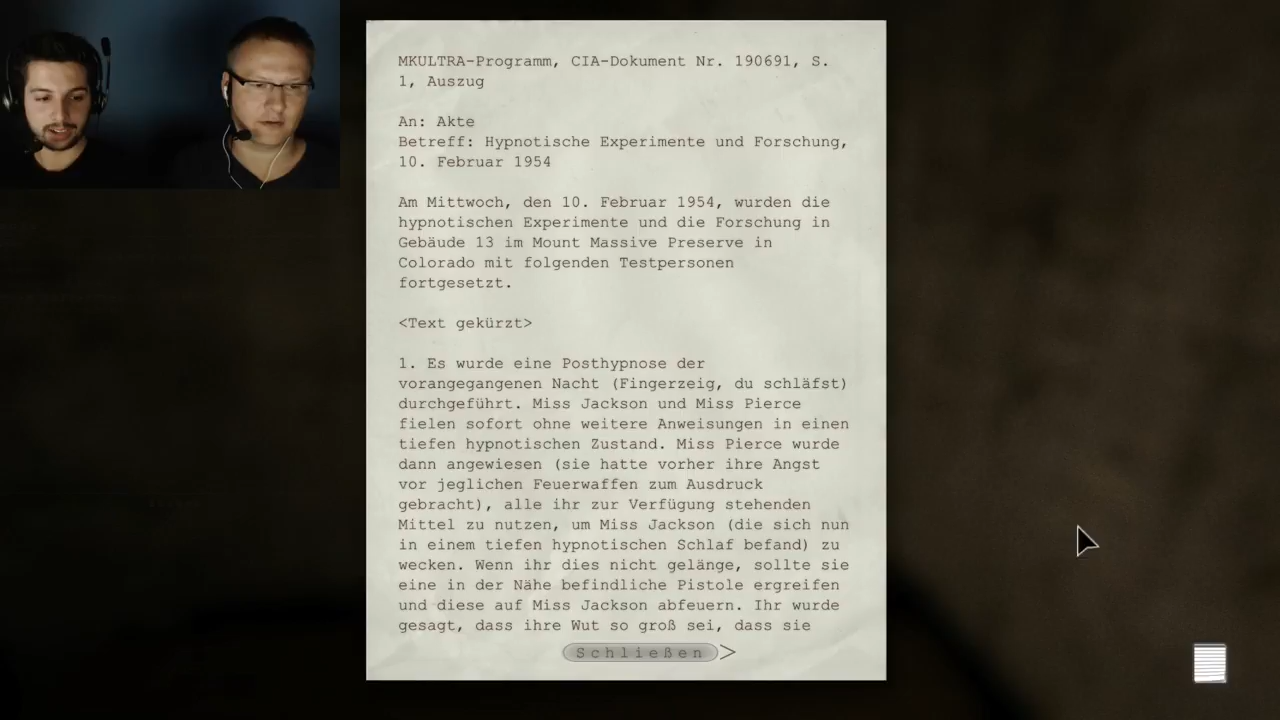 MKULTRA-Programm, CIA-Dokument Nr. 190691, S.
1, Auszug
An: Akte
Betreff: Hypnotische Experimente und Forschung,
10. Februar 1954
Am Mittwoch, den 10. Februar 1954, wurden die
hypnotischen Experimente und die Forschung in
Gebäude 13 im Mount Massive Preserve in
Colorado mit folgenden Testpersonen
fortgesetzt.
<Text gekürzt>
1. Es wurde eine Posthypnose der
vorangegangenen Nacht (Fingerzeig, du schläfst)
durchgeführt. Miss Jackson und Miss Pierce
fielen sofort ohne weitere Anweisungen in einen
tiefen hypnotischen Zustand. Miss Pierce wurde
dann angewiesen (sie hatte vorher ihre Angst
vor jeglichen Feuerwaffen zum Ausdruck
gebracht), alle ihr zur Verfügung stehenden
Mittel zu nutzen, um Miss Jackson (die sich nun
in einem tiefen hypnotischen Schlaf befand) zu
wecken. Wenn ihr dies nicht gelänge, sollte sie
eine in der Nähe befindliche Pistole ergreifen
und diese auf Miss Jackson abfeuern. Ihr wurde
gesagt, dass ihre Wut so groß sei, dass sie
Schließen >